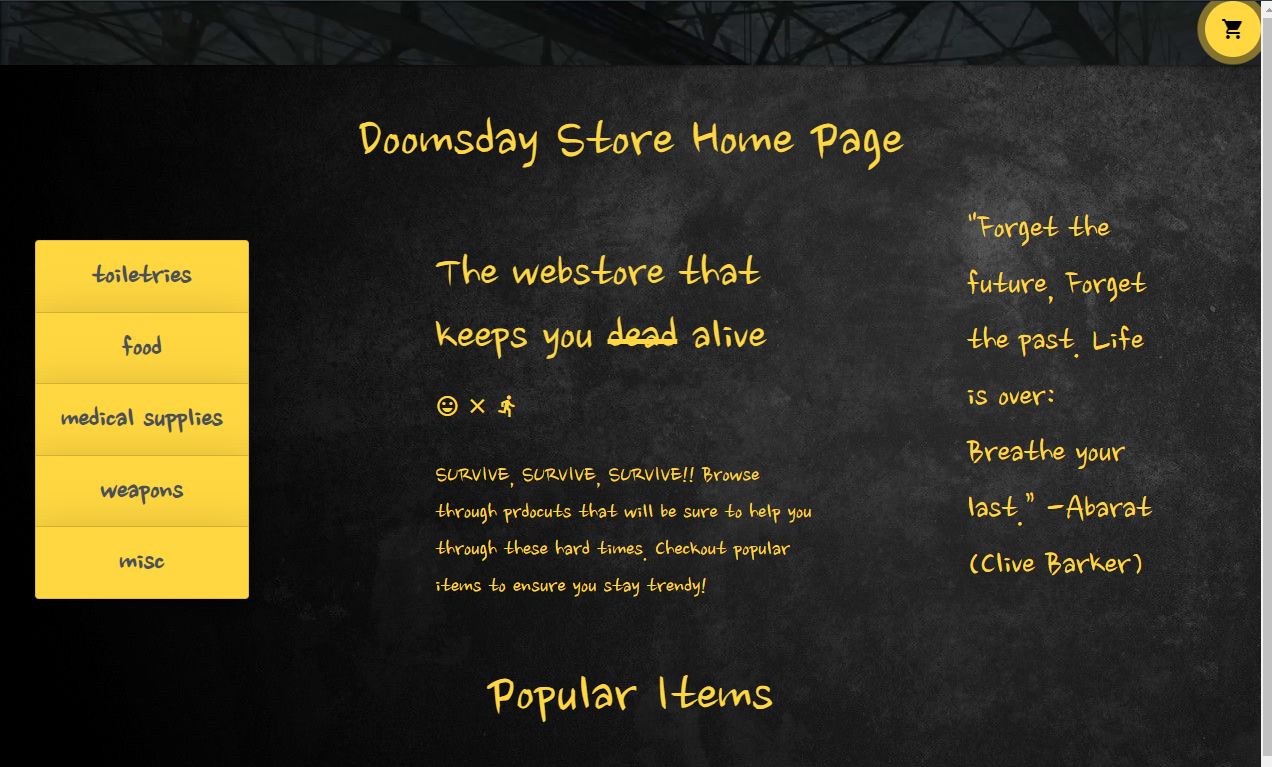 Doomsday Store Home Page
toiletries
food
medical supplies
weapons
misc
The webstore that
keeps you dead alive
SURVIVE, SURVIVE, SURVIVE!! Browse
through prdocuts that will be sure to help you
through these hard times. Checkout popular
items to ensure you stay trendy!
"Forget the
future, Forget
the past. Life
is over:
Breathe your
last." -Abarat
(Clive Barker)
Popular Items